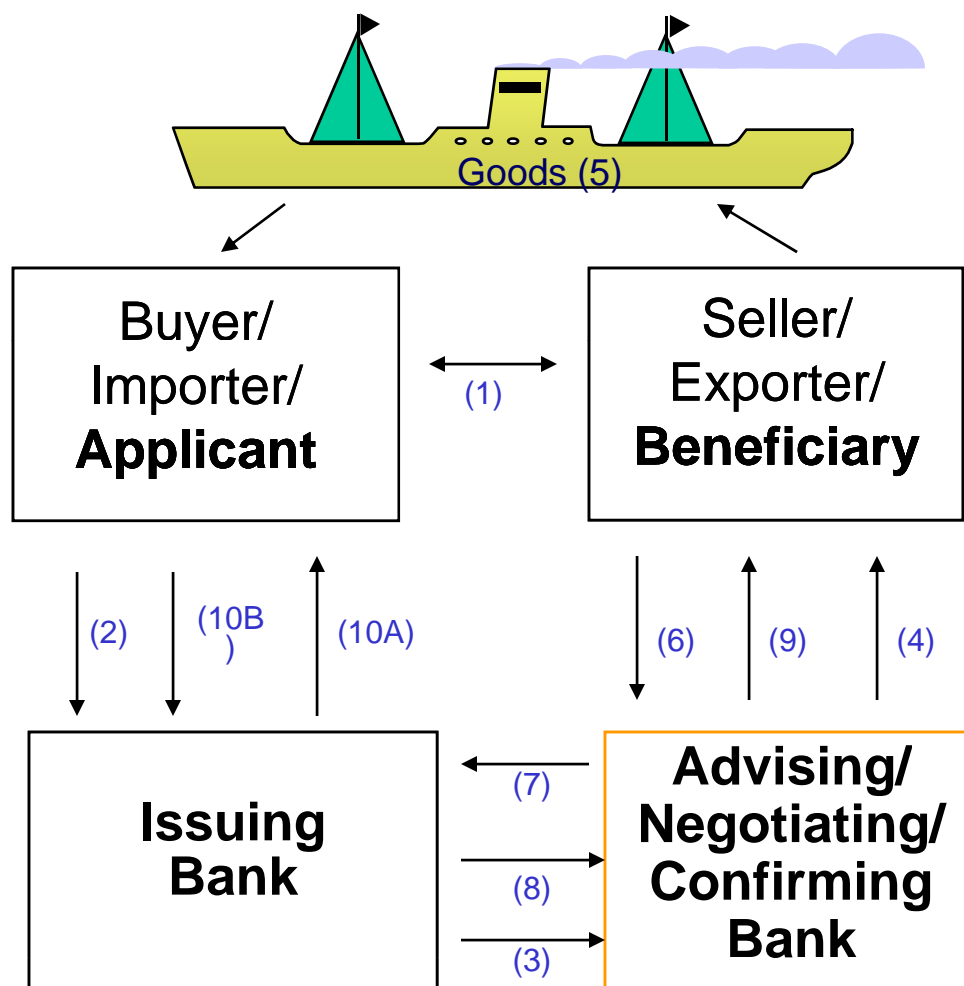 Goods (5)
Buyer/
Importer/
Applicant
(1)
Seller/
Exporter/
Beneficiary
(2)
(10B
)
(10A)
(6)
(9)
(4)
Issuing
Bank
(7)
(8)
(3)
Advising/
Negotiating/
Confirming
Bank